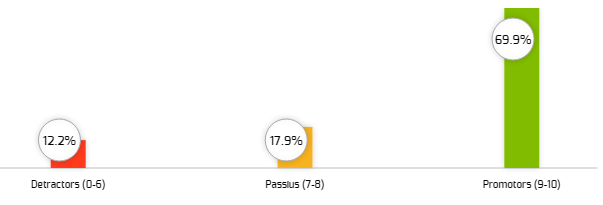 12.2%
17.9%
69.9%
Detractors (0-6)
Passius (7-8)
Promotors (9-10)